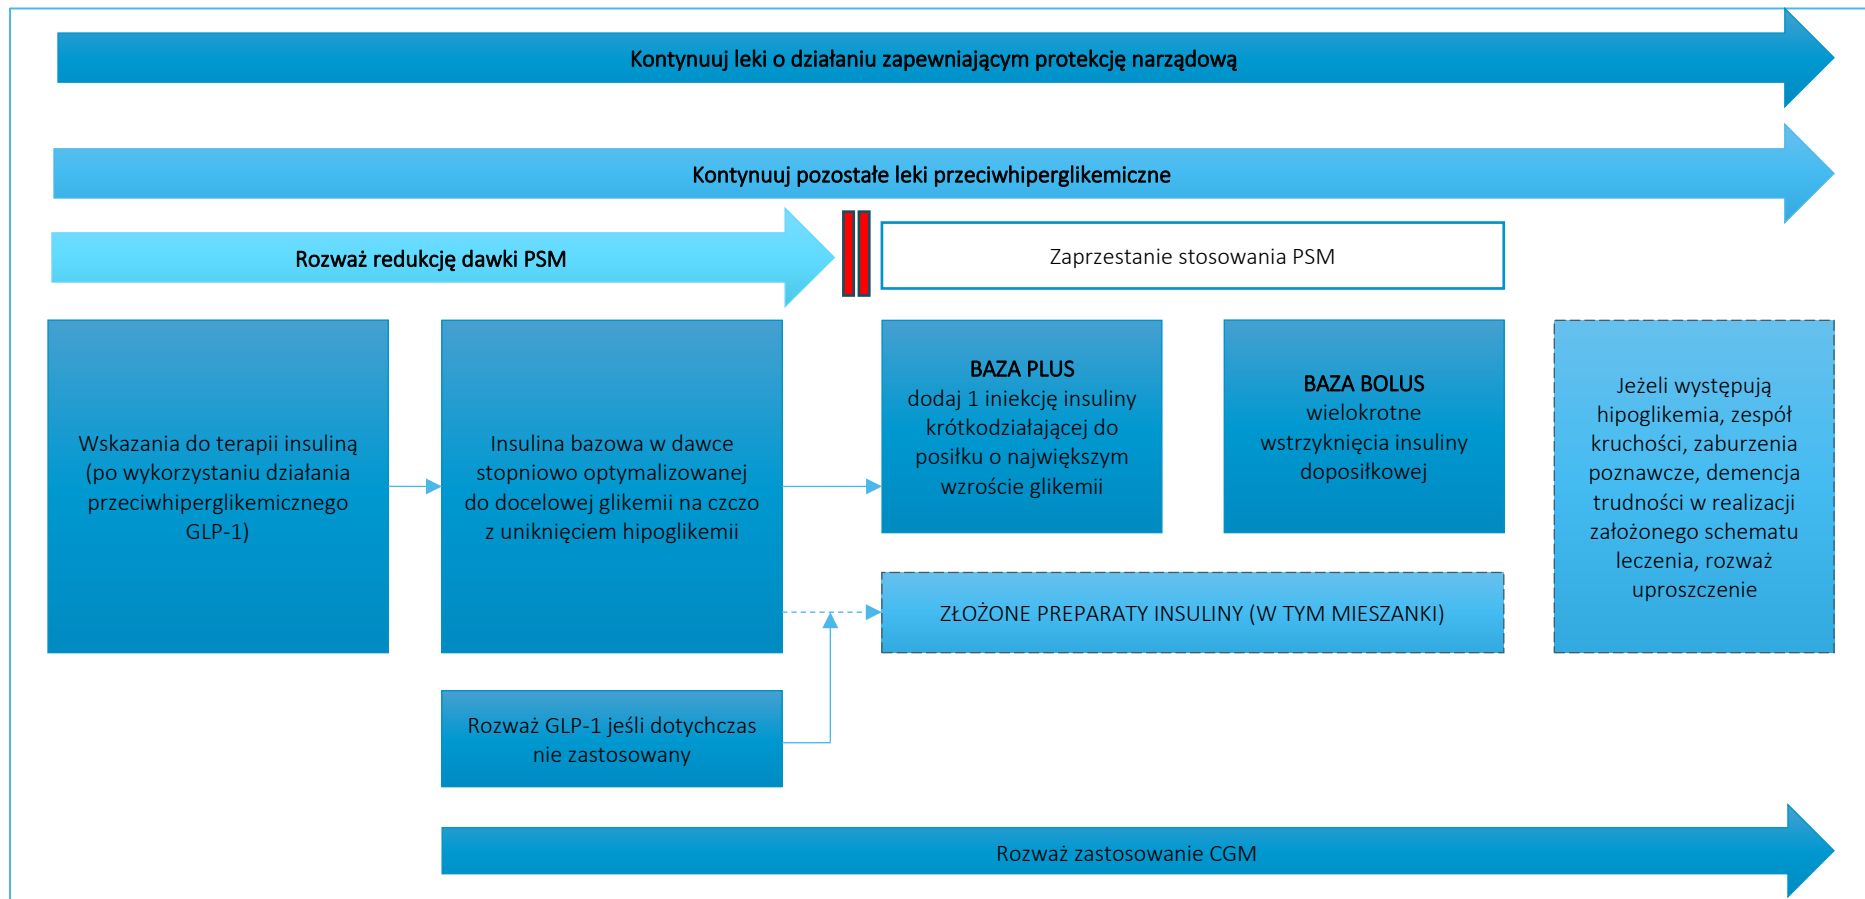 Kontynuuj leki o działaniu zapewniającym protekcję narządową
Kontynuuj pozostałe leki przeciwhiperglikemiczne
Rozważ redukcję dawki PSM
Zaprzestanie stosowania PSM
Wskazania do terapii insuliną
(po wykorzystaniu działania
przeciwhiperglikemicznego
GLP-1)
Insulina bazowa w dawce
stopniowo optymalizowanej
do docelowej glikemii na czczo
z uniknięciem hipoglikemii
BAZA PLUS
dodaj 1 iniekcję insuliny
krótkodziałającej do
posiłku o największym
wzroście glikemii
BAZA BOLUS
wielokrotne
wstrzyknięcia insuliny
doposiłkowej
Jeżeli występują
hipoglikemia, zespół
kruchości, zaburzenia
poznawcze, demencja
trudności w realizacji
założonego schematu
leczenia, rozważ
uproszczenie
ZŁOŻONE PREPARATY INSULINY (W TYM MIESZANKI)
Rozważ GLP-1 jeśli dotychczas
nie zastosowany
Rozważ zastosowanie CGM